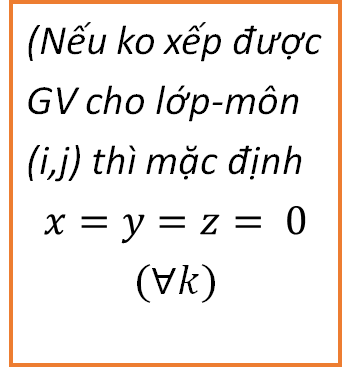 (Nếu ko xếp được
GV cho lớp-môn
(i,j) thì mặc định
x = y = z = 0
(∀k)